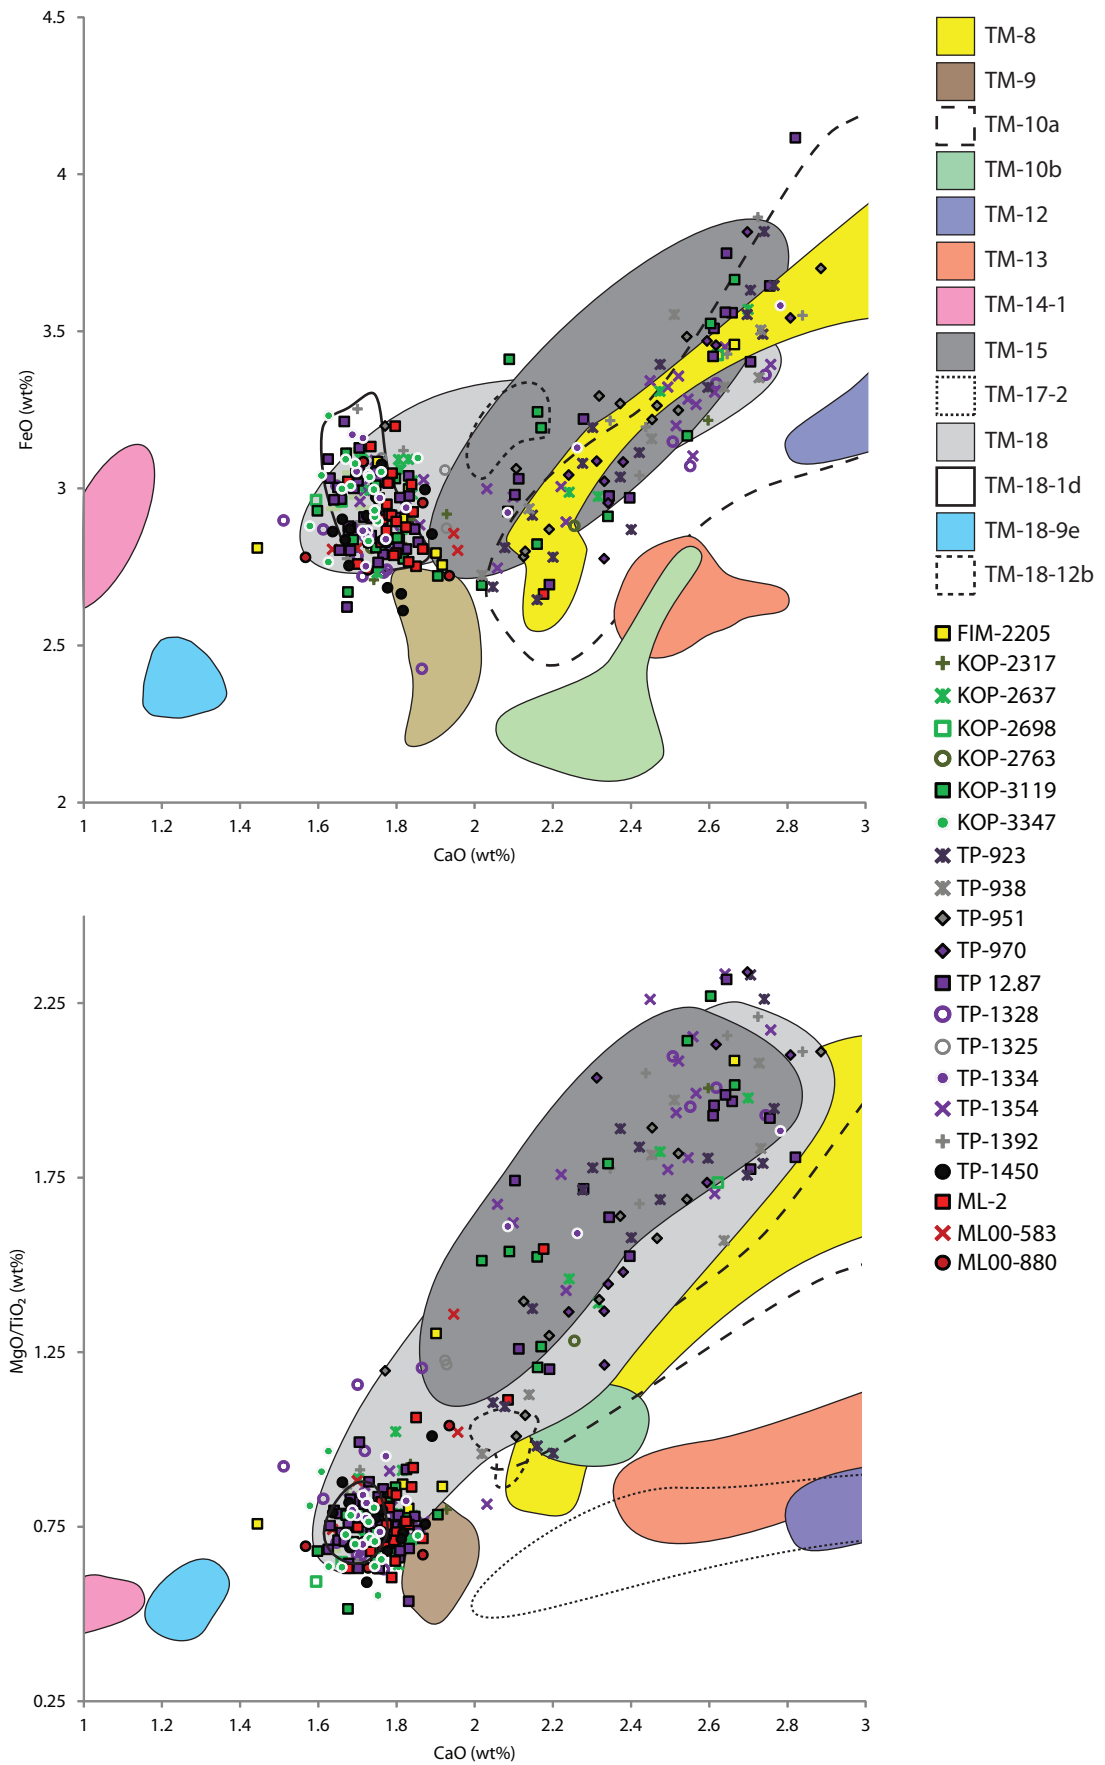 4.5
4
3.5
3
2.5
2
FeO (wt%)
1
1.2
1.4
1.6
1.8
2
2.2
2.4
2.6
2.8
3
CaO (wt%)
2.25
1.75
1.25
0.75
0.25
MgO/TiO₂ (wt%)
1
1.2
1.4
1.6
1.8
2
2.2
2.4
2.6
2.8
3
CaO (wt%)
TM-8
TM-9
TM-10a
TM-10b
TM-12
TM-13
TM-14-1
TM-15
TM-17-2
TM-18
TM-18-1d
TM-18-9e
TM-18-12b
FIM-2205
KOP-2317
KOP-2637
KOP-2698
KOP-2763
KOP-3119
KOP-3347
TP-923
TP-938
TP-951
TP-970
TP 12.87
TP-1328
TP-1325
TP-1334
TP-1354
TP-1392
TP-1450
ML-2
ML00-583
ML00-880